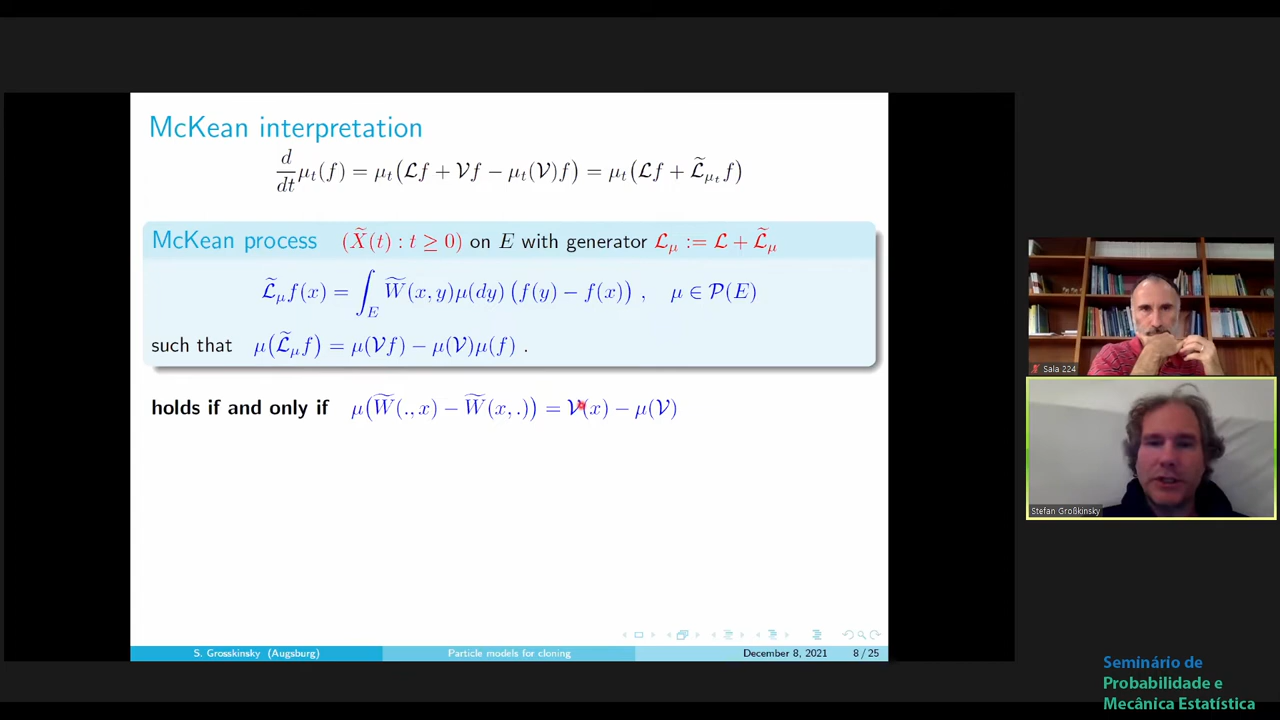 McKean interpretation
d/dt μ_t(f) = μ_t(ℒf + 𝒱f − μ_t(𝒱)f) = μ_t(ℒf + ℒ̃_{μ_t}f)
McKean process (X̃(t) : t ≥ 0) on E with generator ℒ_μ := ℒ + ℒ̃_μ
ℒ̃_μf(x) = ∫_E W̃(x, y)μ(dy) (f(y) − f(x)) , μ ∈ 𝒫(E)
such that μ(ℒ̃_μf) = μ(𝒱f) − μ(𝒱)μ(f) .
holds if and only if μ(W̃(., x) − W̃(x, .)) = 𝒱(x) − μ(𝒱)
S. Grosskinsky (Augsburg) Particle models for cloning December 8, 2021 8 / 25
Sala 224
Stefan Großkinsky
Seminário de
Probabilidade e
Mecânica Estatística